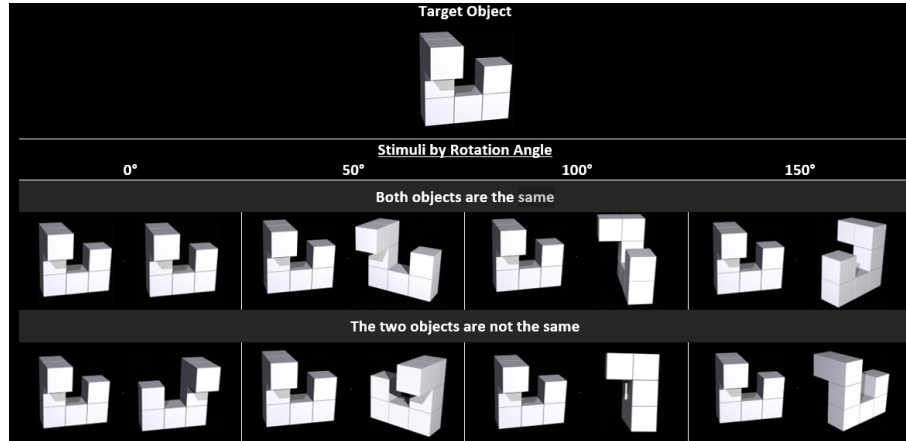 Target Object
Stimuli by Rotation Angle
0° 50° 100° 150°
Both objects are the same
The two objects are not the same